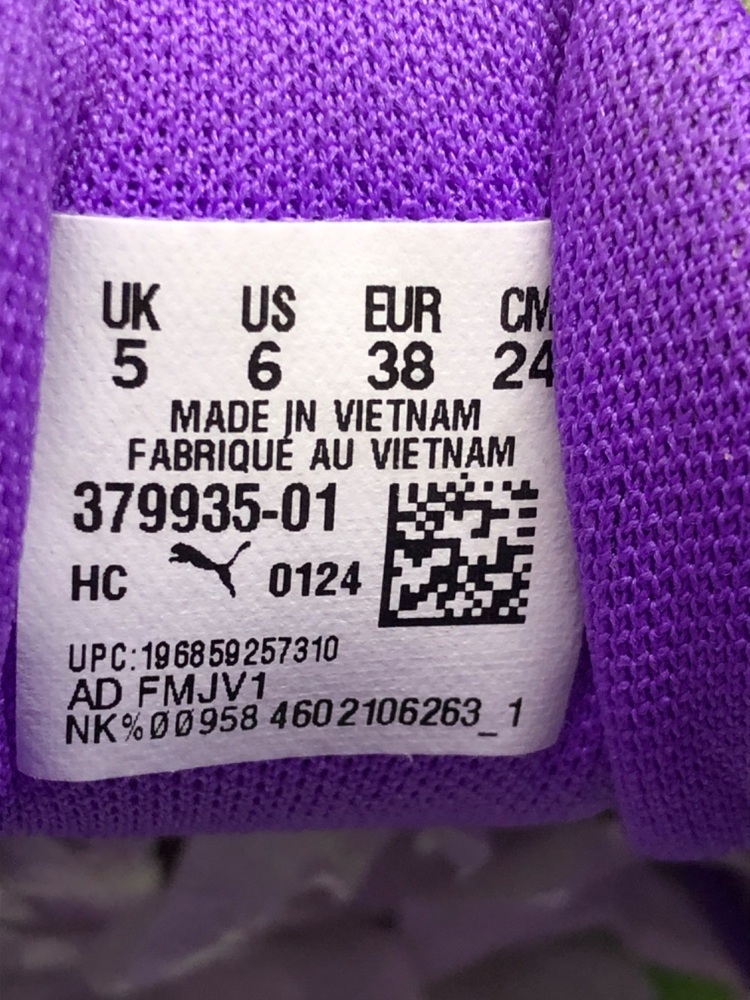 UK US EUR CM
5 6 38 24
MADE IN VIETNAM
FABRIQUÉ AU VIETNAM
379935-01
HC 0124
UPC:196859257310
AD FMJV1
NK%00958 4602106263_1